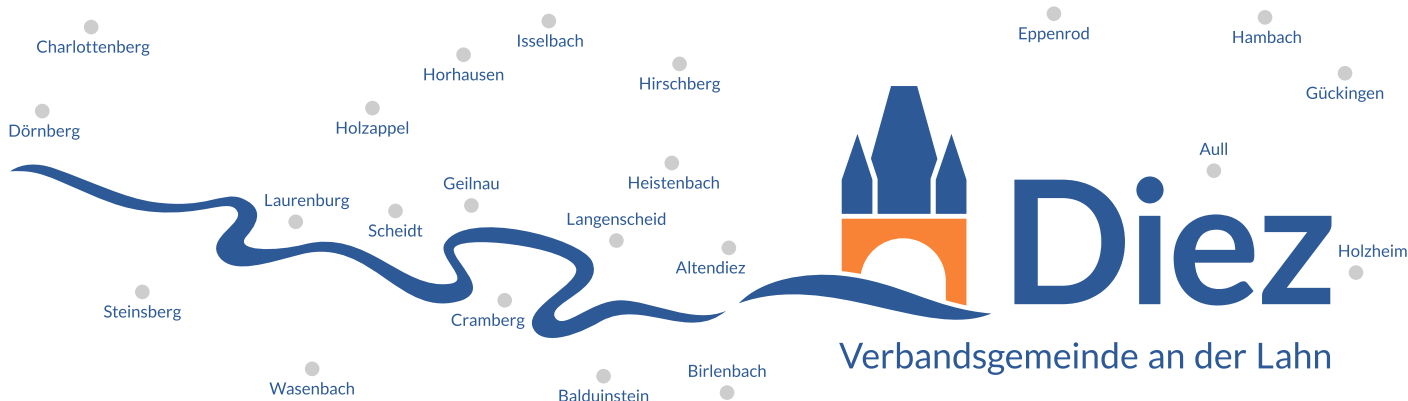 Charlottenberg
Isselbach
Eppenrod
Hambach
Horhausen
Hirschberg
Gückingen
Dörnberg
Holzappel
Aull
Geilnau
Heistenbach
Laurenburg
Langenscheid
Scheidt
Diez
Holzheim
Altendiez
Steinsberg
Cramberg
Verbandsgemeinde an der Lahn
Birlenbach
Wasenbach
Balduinstein